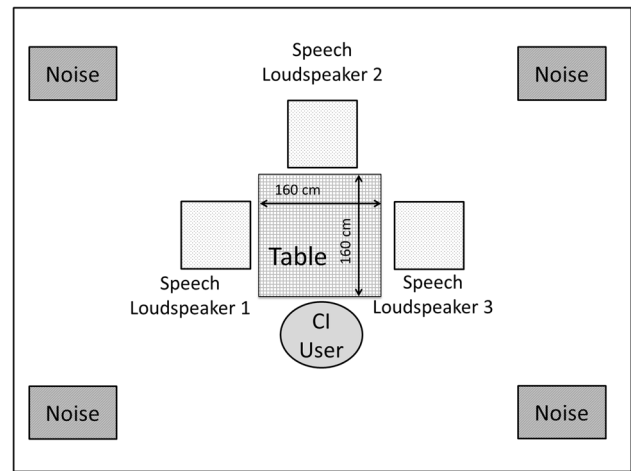 Noise
Speech
Loudspeaker 2
Noise
160 cm
160 cm
Table
Speech
Loudspeaker 1
Speech
Loudspeaker 3
CI
User
Noise
Noise